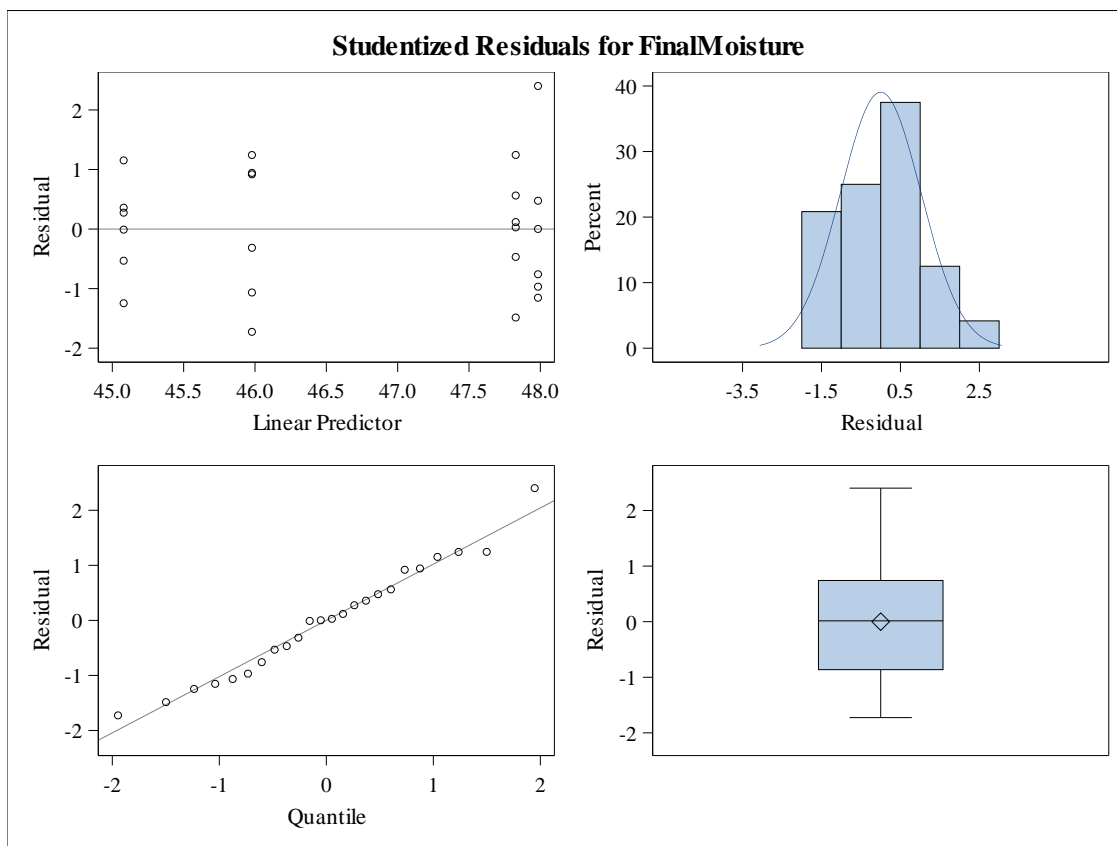 Studentized Residuals for FinalMoisture
2
1
0
-1
-2
Residual
45.0 45.5 46.0 46.5 47.0 47.5 48.0
Linear Predictor
40
30
20
10
0
Percent
-3.5 -1.5 0.5 2.5
Residual
2
1
0
-1
-2
Residual
-2 -1 0 1 2
Quantile
2
1
0
-1
-2
Residual